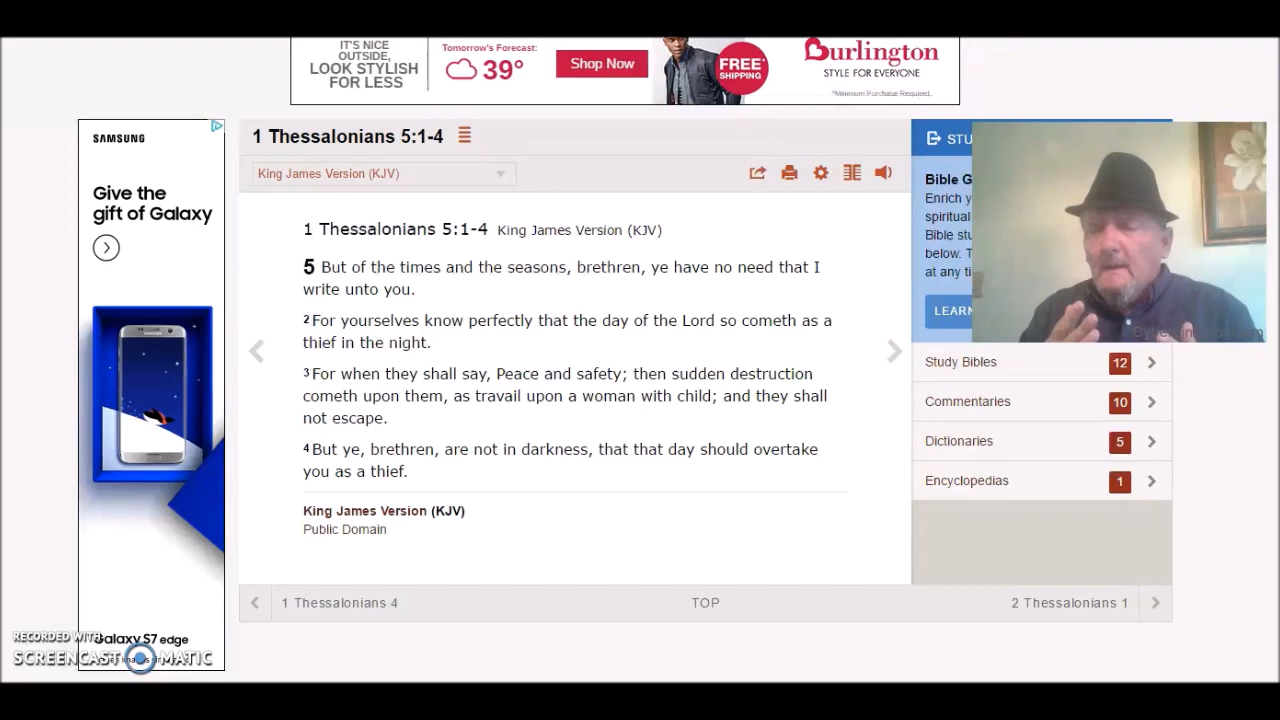 IT'S NICE
OUTSIDE,
LOOK STYLISH
FOR LESS
Tomorrow's Forecast:
39°
Shop Now
FREE
SHIPPING
Burlington
STYLE FOR EVERYONE
*Minimum Purchase Required.
SAMSUNG
Give the
gift of Galaxy
Galaxy S7 edge
RECORDED WITH
SCREENCAST MATIC
1 Thessalonians 5:1-4
King James Version (KJV)
1 Thessalonians 5:1-4 King James Version (KJV)
5 But of the times and the seasons, brethren, ye have no need that I
write unto you.
2 For yourselves know perfectly that the day of the Lord so cometh as a
thief in the night.
3 For when they shall say, Peace and safety; then sudden destruction
cometh upon them, as travail upon a woman with child; and they shall
not escape.
4 But ye, brethren, are not in darkness, that that day should overtake
you as a thief.
King James Version (KJV)
Public Domain
1 Thessalonians 4
TOP
2 Thessalonians 1
STU
Bible G
Enrich y
spiritual
Bible stu
below. T
at any ti
LEARN
Study Bibles 12
Commentaries 10
Dictionaries 5
Encyclopedias 1